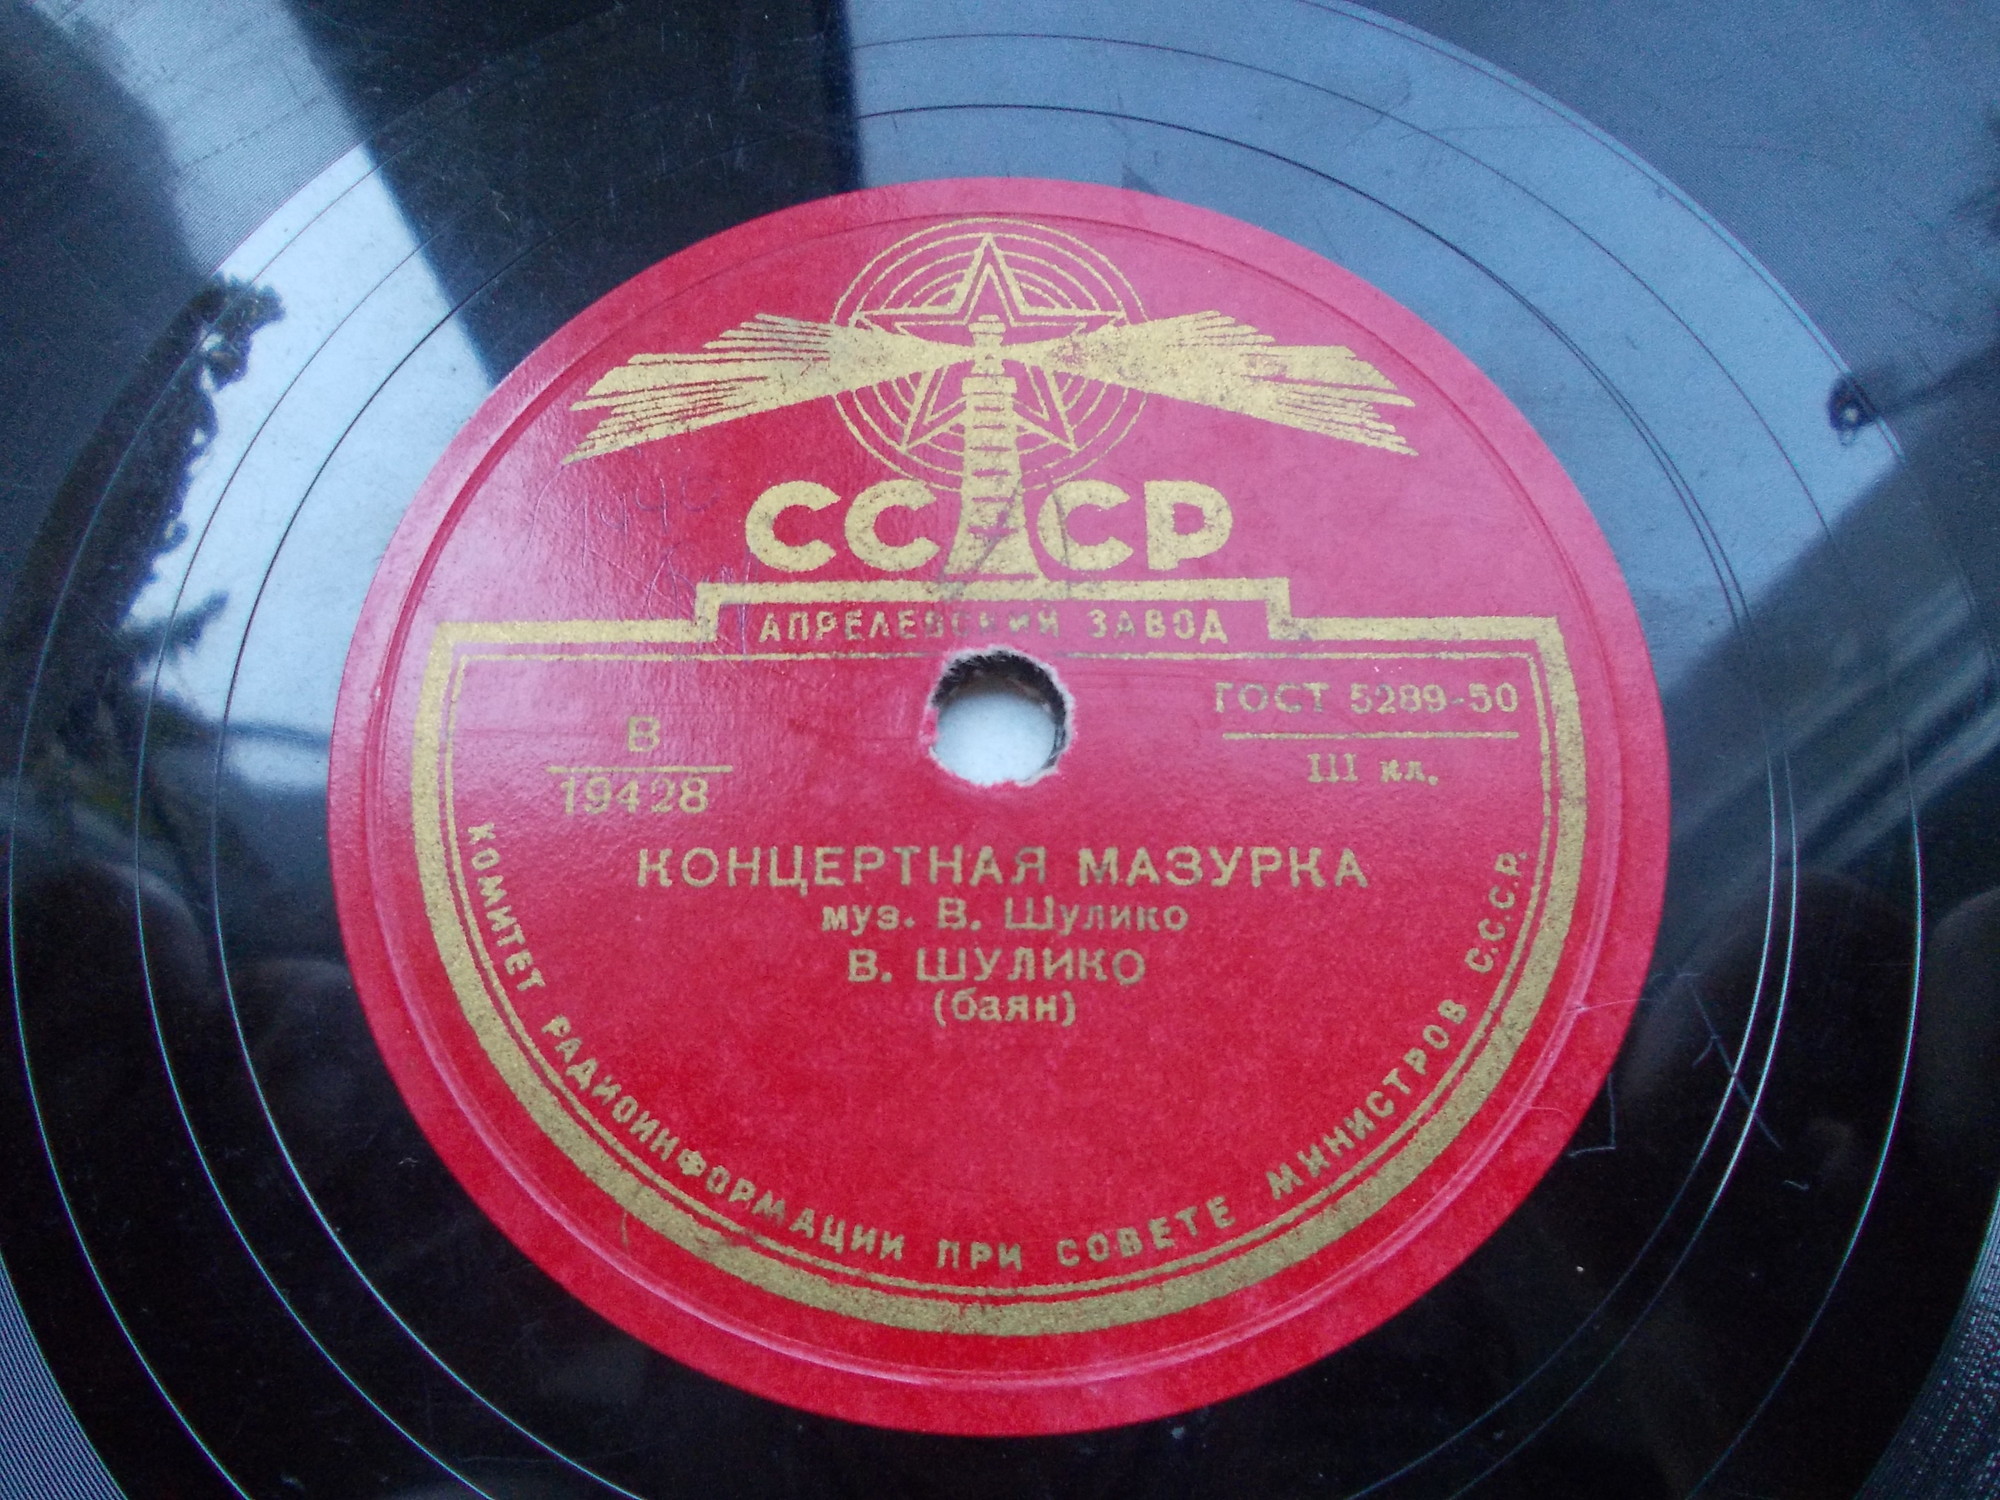 СССР
АПРЕЛЕВСКИЙ ЗАВОД
В
19428
ГОСТ 5289-50
III кл.
КОНЦЕРТНАЯ МАЗУРКА
муз. В. Шулико
В. ШУЛИКО
(баян)
КОМИТЕТ РАДИОИНФОРМАЦИИ ПРИ СОВЕТЕ МИНИСТРОВ С.С.С.Р.